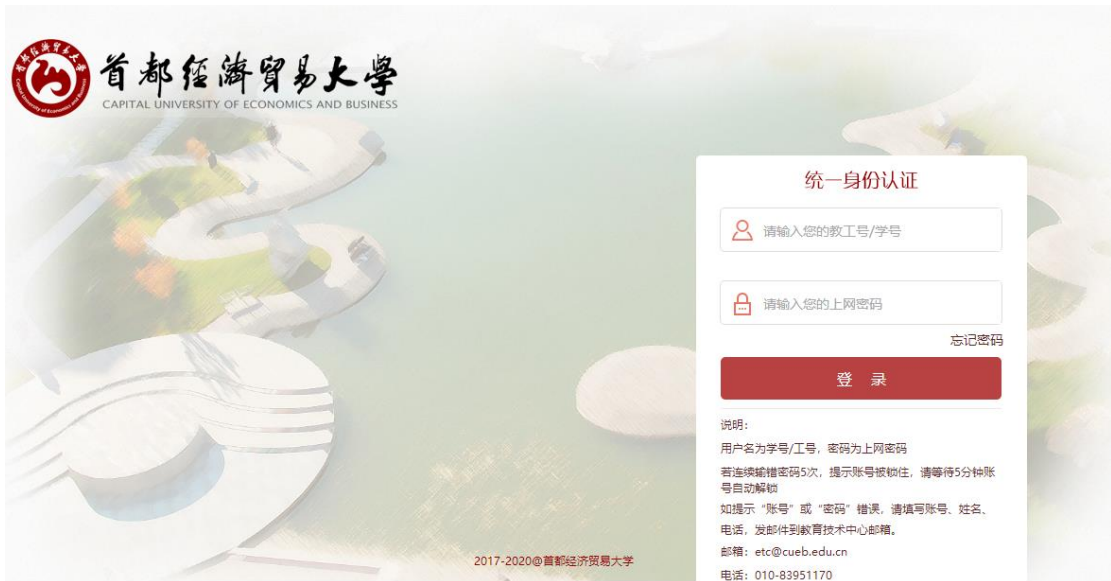 首都經濟貿易大學
CAPITAL UNIVERSITY OF ECONOMICS AND BUSINESS
统一身份认证
请输入您的教工号/学号
请输入您的上网密码
忘记密码
登 录
说明：
用户名为学号/工号，密码为上网密码
若连续输错密码5次，提示账号被锁住，请等待5分钟账
号自动解锁
如提示“账号”或“密码”错误，请填写账号、姓名、
电话，发邮件到教育技术中心邮箱。
邮箱：etc@cueb.edu.cn
电话：010-83951170
2017-2020@首都经济贸易大学